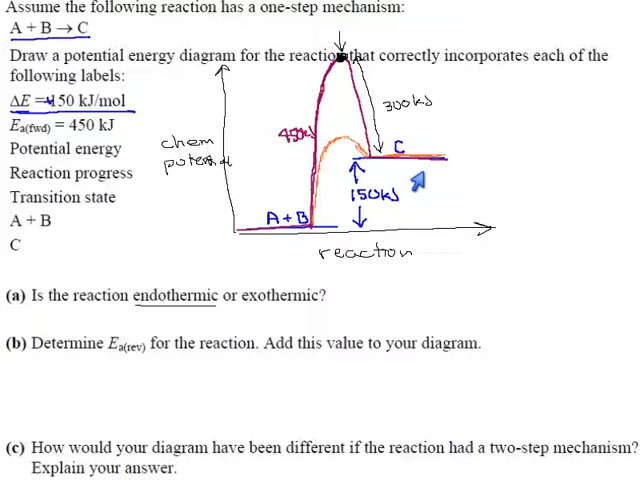 Assume the following reaction has a one-step mechanism:
A + B → C
Draw a potential energy diagram for the reaction that correctly incorporates each of the
following labels:
ΔE = +150 kJ/mol
Ea(fwd) = 450 kJ
Potential energy
Reaction progress
Transition state
A + B
C
chem
potential
450kJ
300kJ
C
150kJ
A + B
reaction
(a) Is the reaction endothermic or exothermic?
(b) Determine Ea(rev) for the reaction. Add this value to your diagram.
(c) How would your diagram have been different if the reaction had a two-step mechanism?
Explain your answer.